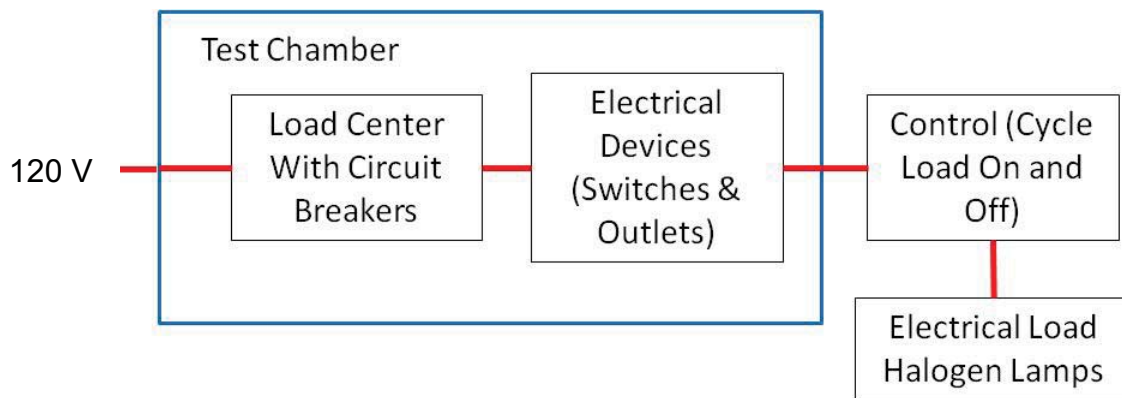 Test Chamber
120 V
Load Center
With Circuit
Breakers
Electrical
Devices
(Switches &
Outlets)
Control (Cycle
Load On and
Off)
Electrical Load
Halogen Lamps